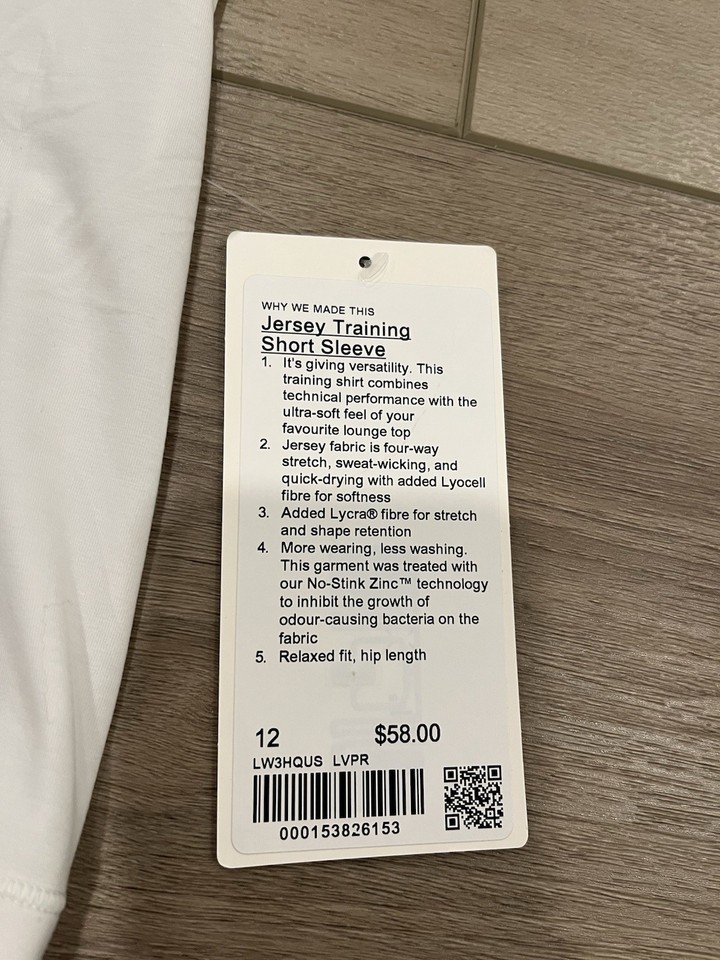 WHY WE MADE THIS
Jersey Training
Short Sleeve
1. It's giving versatility. This
training shirt combines
technical performance with the
ultra-soft feel of your
favourite lounge top
2. Jersey fabric is four-way
stretch, sweat-wicking, and
quick-drying with added Lyocell
fibre for softness
3. Added Lycra® fibre for stretch
and shape retention
4. More wearing, less washing.
This garment was treated with
our No-Stink Zinc™ technology
to inhibit the growth of
odour-causing bacteria on the
fabric
5. Relaxed fit, hip length
12 $58.00
LW3HQUS LVPR
000153826153